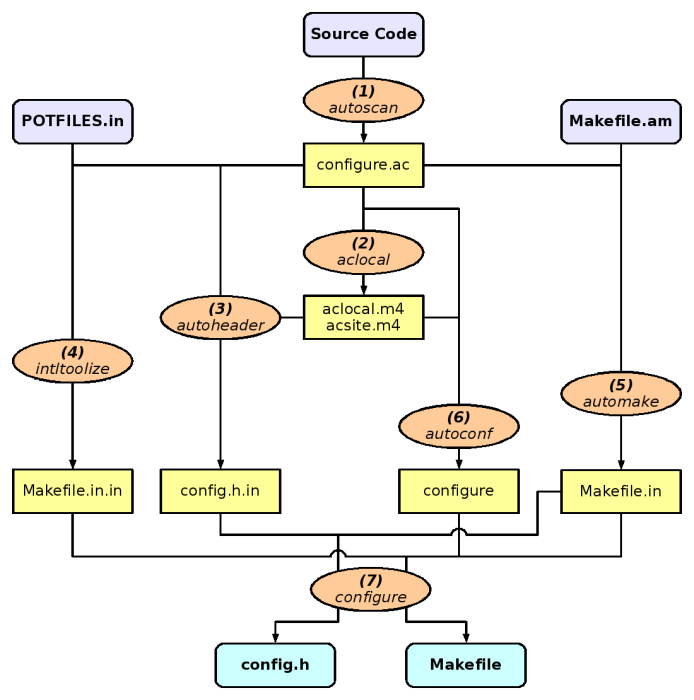 Source Code
(1)
autoscan
POTFILES.in
Makefile.am
configure.ac
(2)
aclocal
aclocal.m4
acsite.m4
(3)
autoheader
(4)
intltoolize
(5)
automake
(6)
autoconf
Makefile.in.in
config.h.in
configure
Makefile.in
(7)
configure
config.h
Makefile